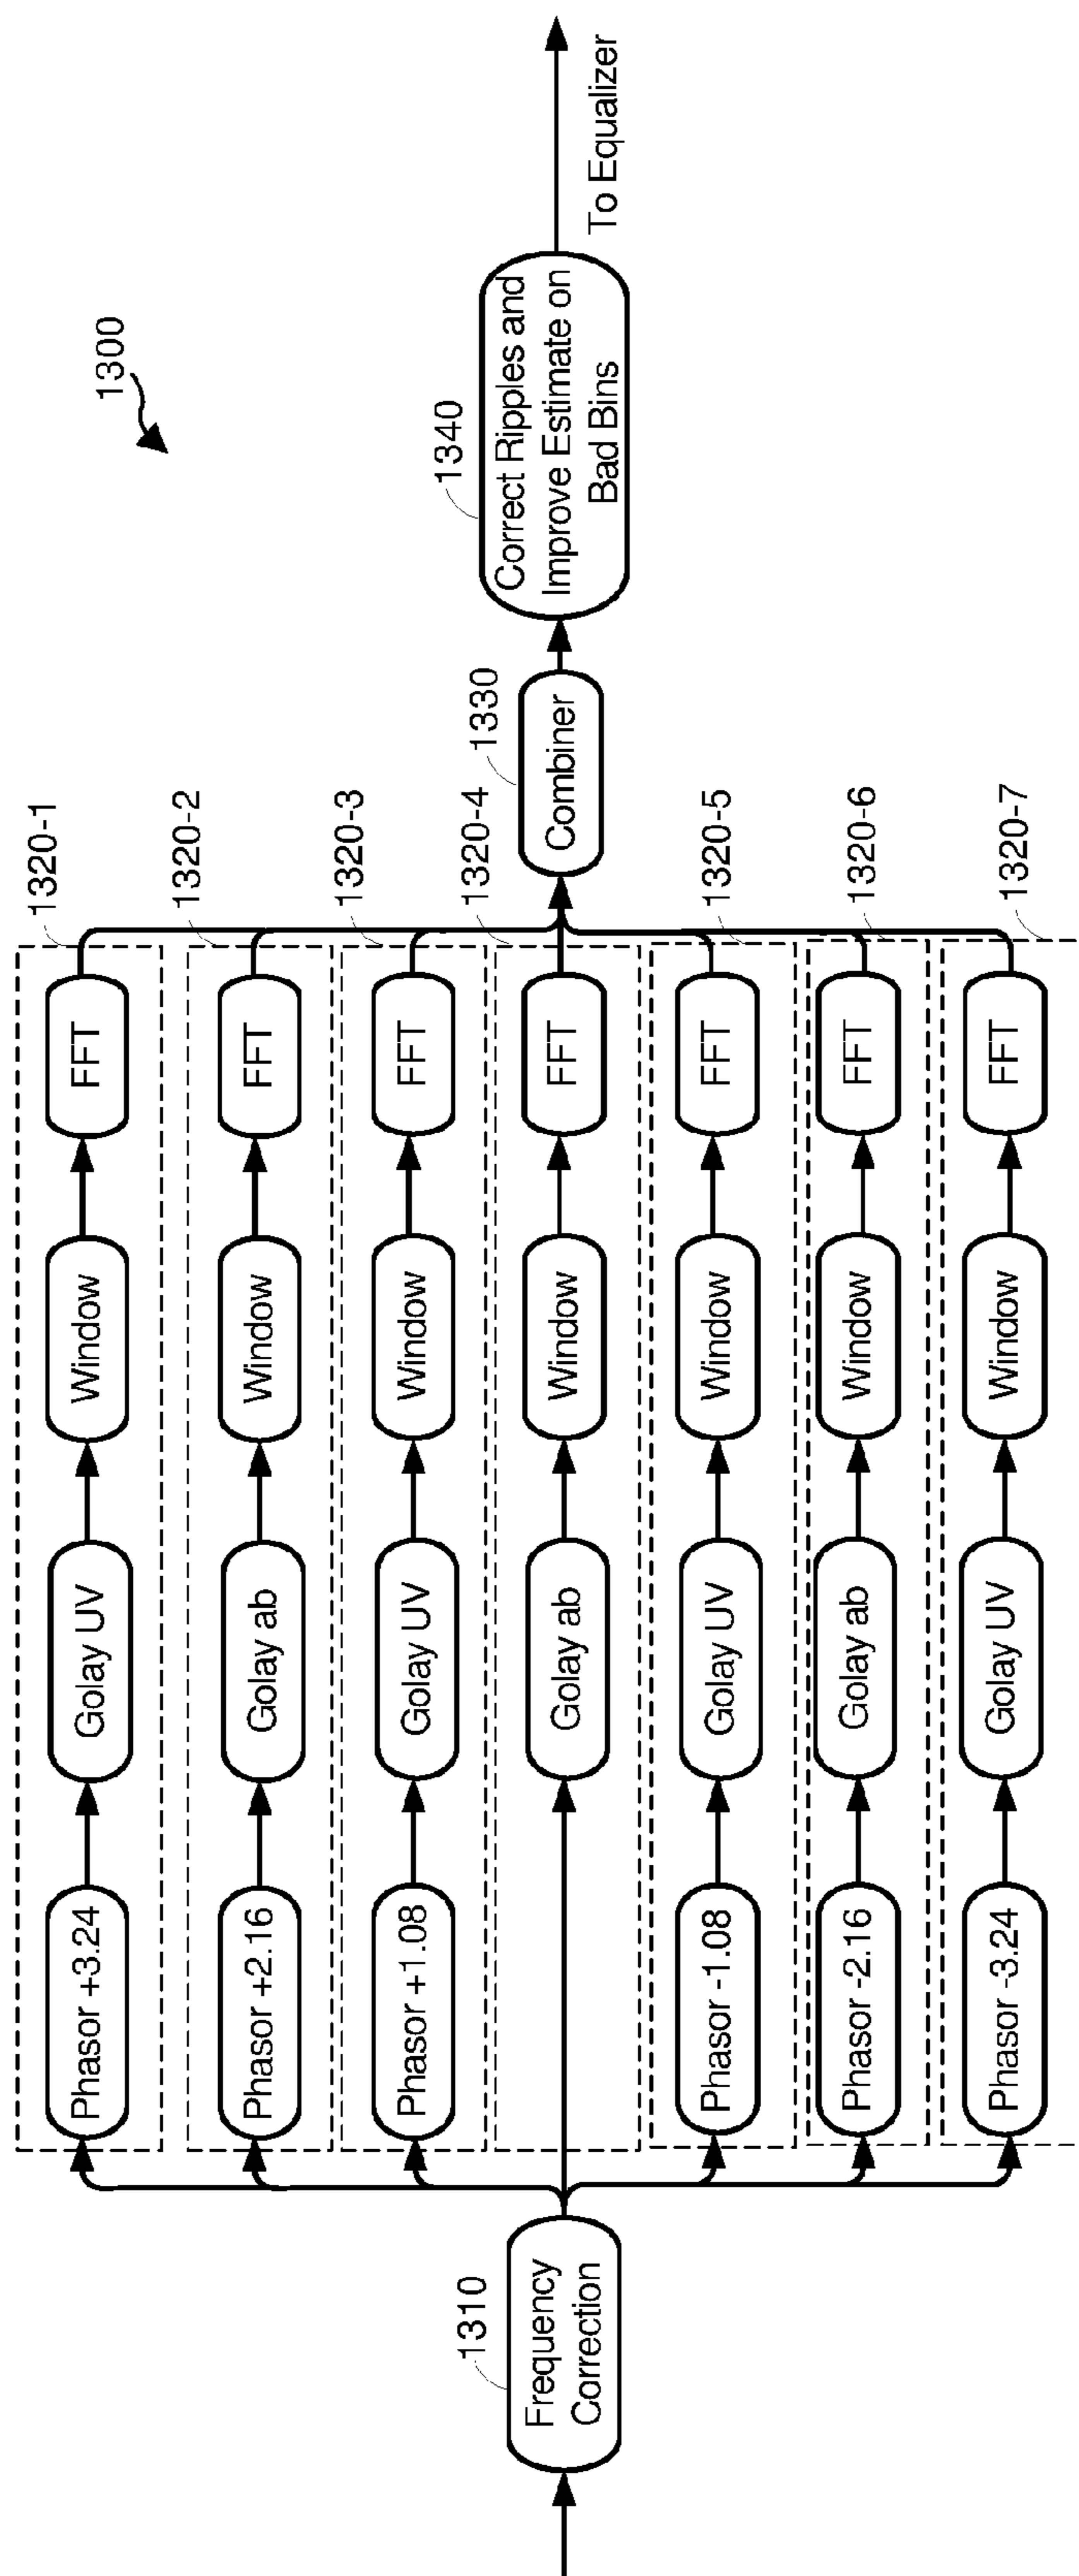 1300
1310
Frequency
Correction
1320-1
Phasor +3.24
Golay UV
Window
FFT
1320-2
Phasor +2.16
Golay ab
Window
FFT
1320-3
Phasor +1.08
Golay UV
Window
FFT
1320-4
Golay ab
Window
FFT
1320-5
Phasor -1.08
Golay UV
Window
FFT
1320-6
Phasor -2.16
Golay ab
Window
FFT
1320-7
Phasor -3.24
Golay UV
Window
FFT
1330
Combiner
1340
Correct Ripples and
Improve Estimate on
Bad Bins
To Equalizer